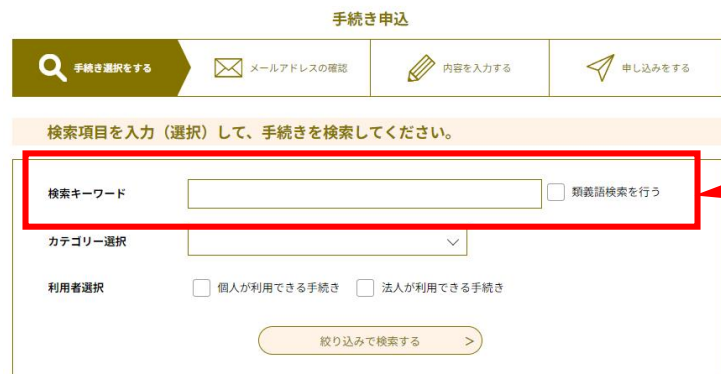 手続き申込
手続き選択をする
メールアドレスの確認
内容を入力する
申し込みをする
検索項目を入力（選択）して、手続きを検索してください。
検索キーワード 類義語検索を行う
カテゴリー選択
利用者選択 個人が利用できる手続き 法人が利用できる手続き
絞り込みで検索する >